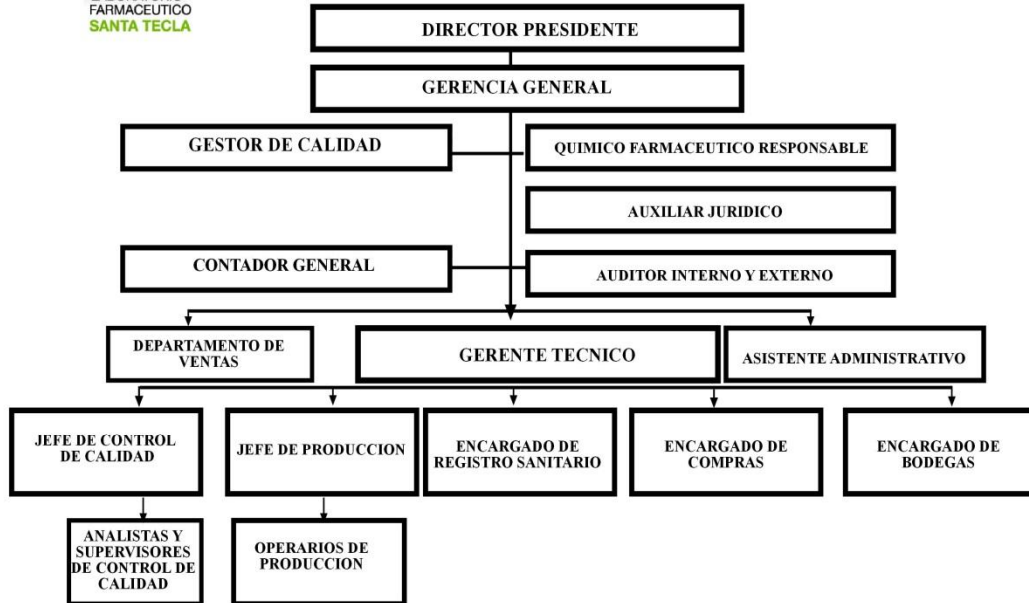 FARMACEUTICO
SANTA TECLA
DIRECTOR PRESIDENTE
GERENCIA GENERAL
GESTOR DE CALIDAD
QUIMICO FARMACEUTICO RESPONSABLE
AUXILIAR JURIDICO
CONTADOR GENERAL
AUDITOR INTERNO Y EXTERNO
DEPARTAMENTO DE
VENTAS
GERENTE TECNICO
ASISTENTE ADMINISTRATIVO
JEFE DE CONTROL
DE CALIDAD
JEFE DE PRODUCCION
ENCARGADO DE
REGISTRO SANITARIO
ENCARGADO DE
COMPRAS
ENCARGADO DE
BODEGAS
ANALISTAS Y
SUPERVISORES
DE CONTROL DE
CALIDAD
OPERARIOS DE
PRODUCCION